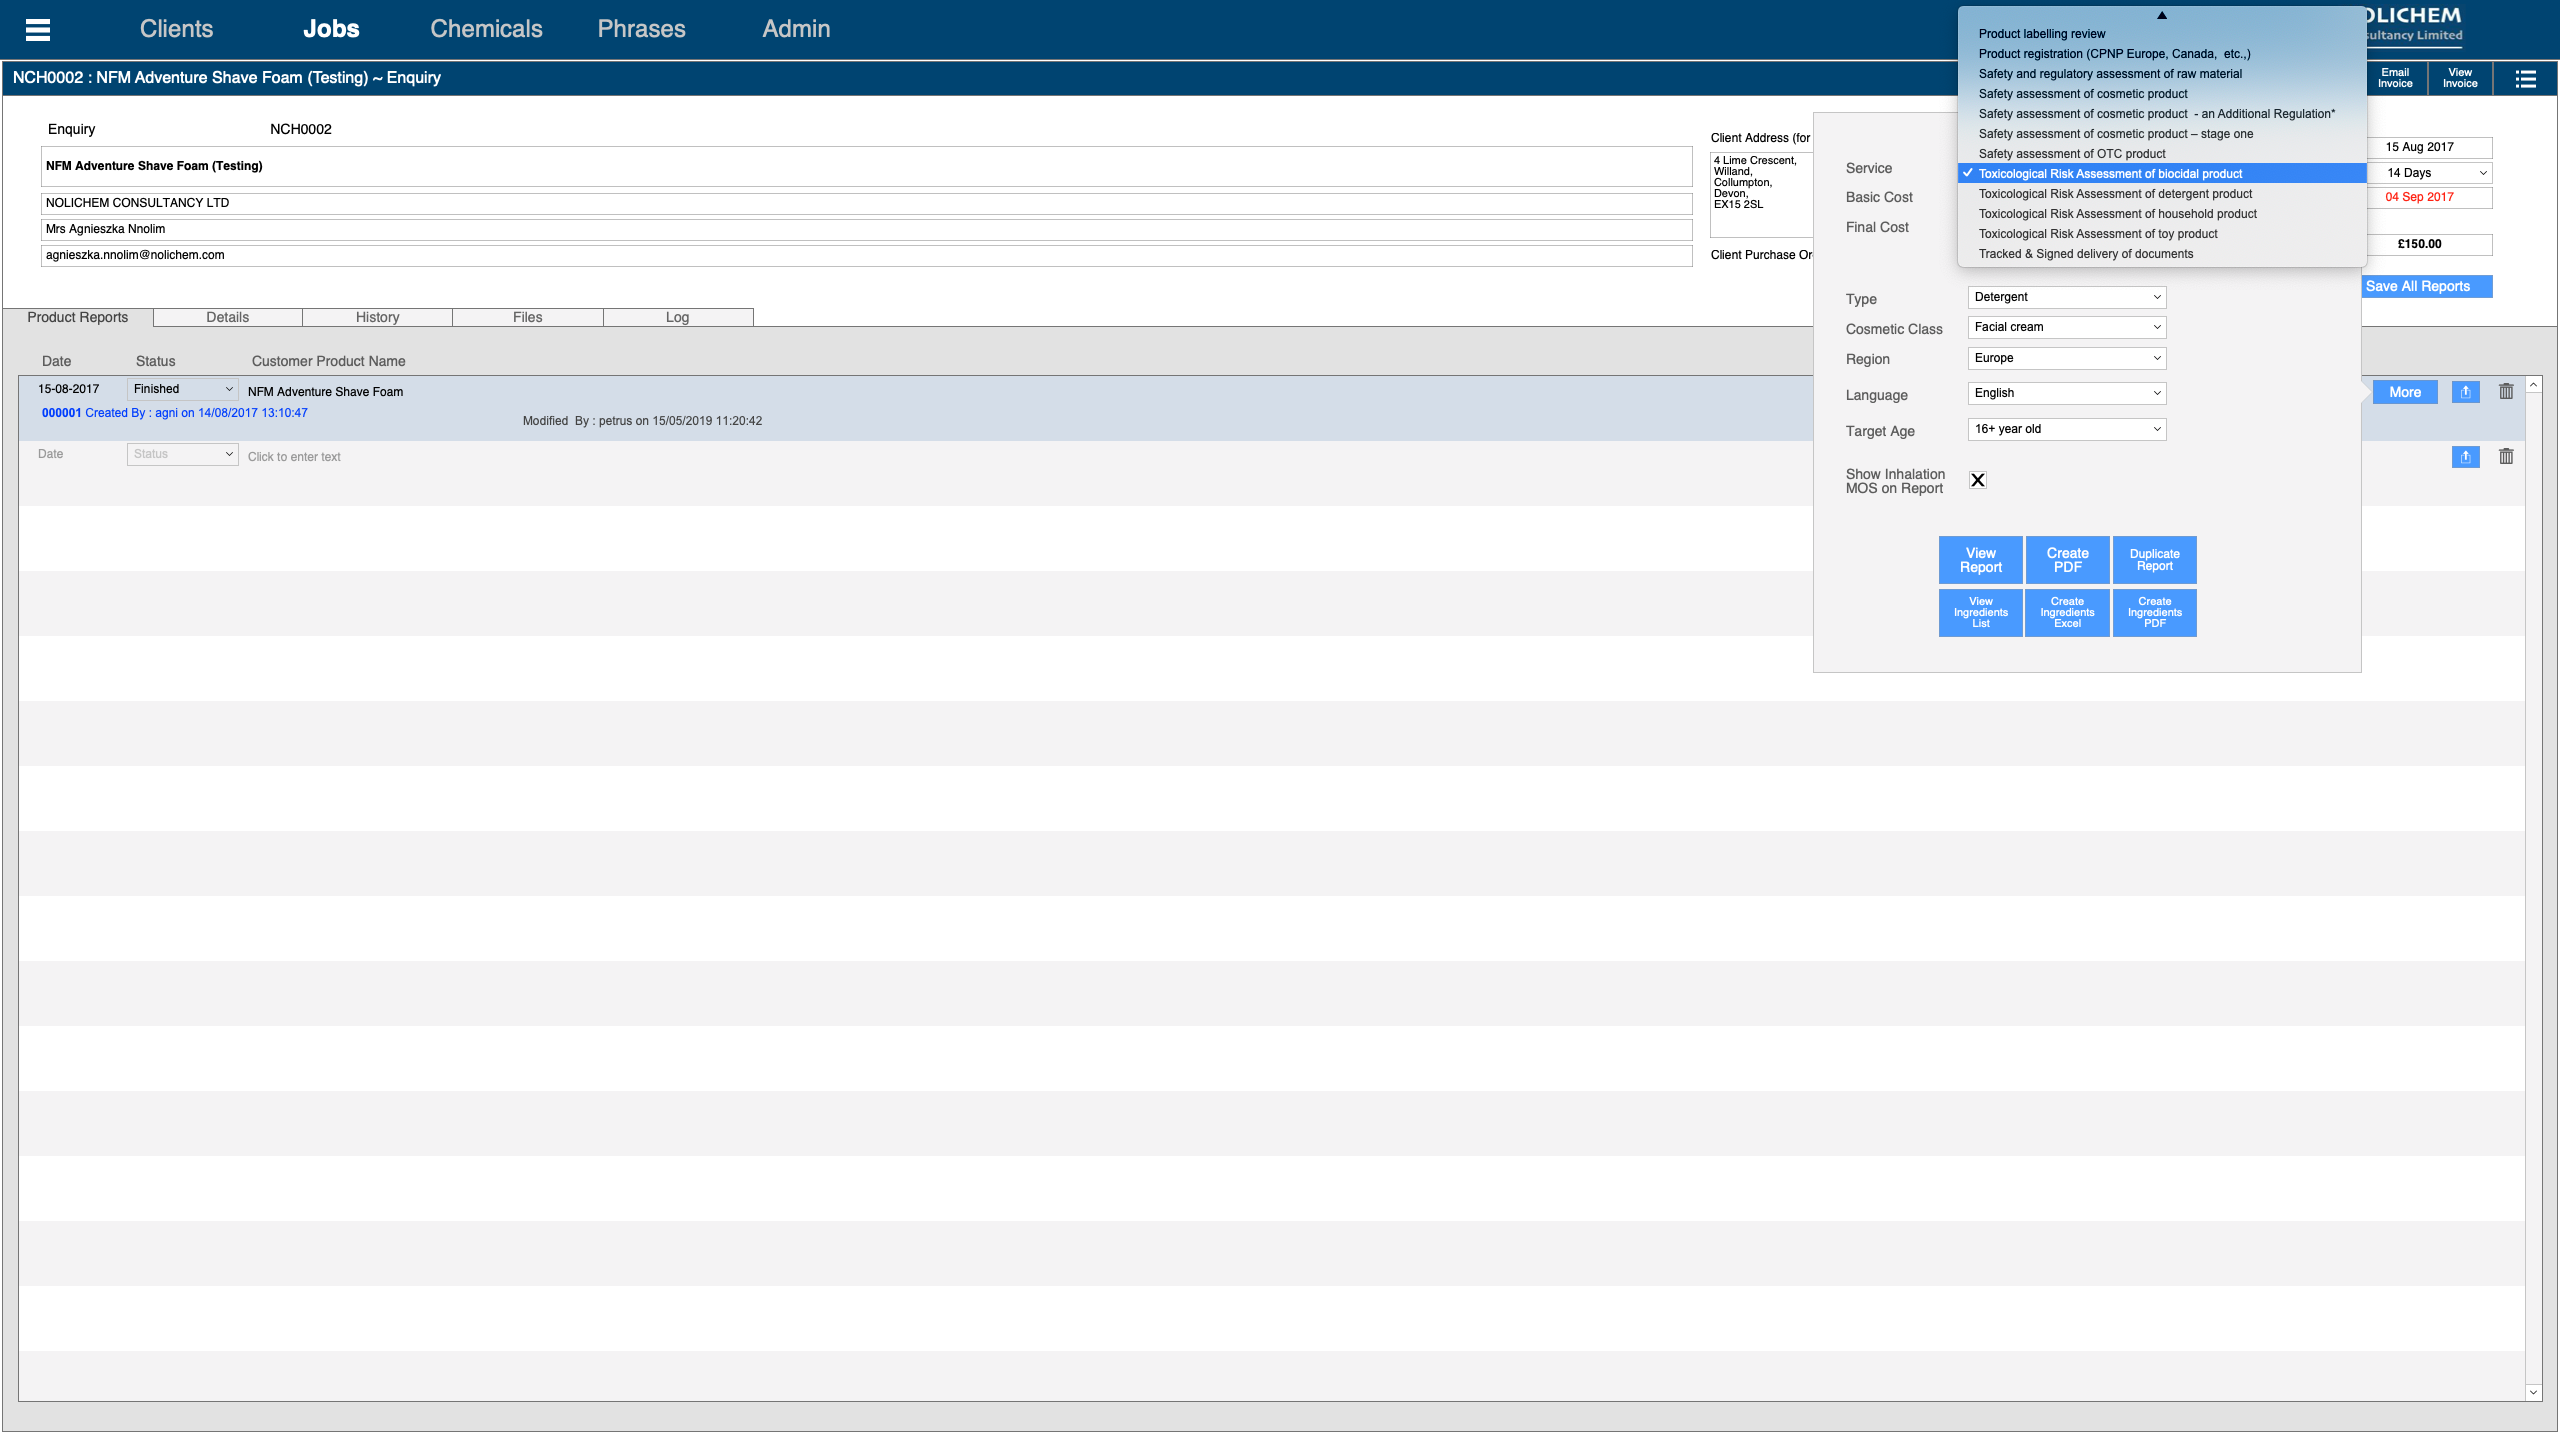 Clients
Jobs
Chemicals
Phrases
Admin
OLICHEM
sultancy Limited
NCH0002 : NFM Adventure Shave Foam (Testing) ~ Enquiry
Email
Invoice
View
Invoice
Product labelling review
Product registration (CPNP Europe, Canada,  etc.,)
Safety and regulatory assessment of raw material
Safety assessment of cosmetic product
Safety assessment of cosmetic product  - an Additional Regulation*
Safety assessment of cosmetic product – stage one
Safety assessment of OTC product
✓ Toxicological Risk Assessment of biocidal product
Toxicological Risk Assessment of detergent product
Toxicological Risk Assessment of household product
Toxicological Risk Assessment of toy product
Tracked & Signed delivery of documents
Enquiry
NCH0002
NFM Adventure Shave Foam (Testing)
NOLICHEM CONSULTANCY LTD
Mrs Agnieszka Nnolim
agnieszka.nnolim@nolichem.com
Client Address (for
4 Lime Crescent,
Willand,
Collumpton,
Devon,
EX15 2SL
Client Purchase Or
15 Aug 2017
14 Days
04 Sep 2017
£150.00
Save All Reports
Service
Basic Cost
Final Cost
Type
Detergent
Cosmetic Class
Facial cream
Region
Europe
Language
English
Target Age
16+ year old
Show Inhalation
MOS on Report
X
View
Report
Create
PDF
Duplicate
Report
View
Ingredients
List
Create
Ingredients
Excel
Create
Ingredients
PDF
Product Reports
Details
History
Files
Log
Date
Status
Customer Product Name
15-08-2017
Finished
NFM Adventure Shave Foam
More
000001 Created By : agni on 14/08/2017 13:10:47
Modified  By : petrus on 15/05/2019 11:20:42
Date
Status
Click to enter text